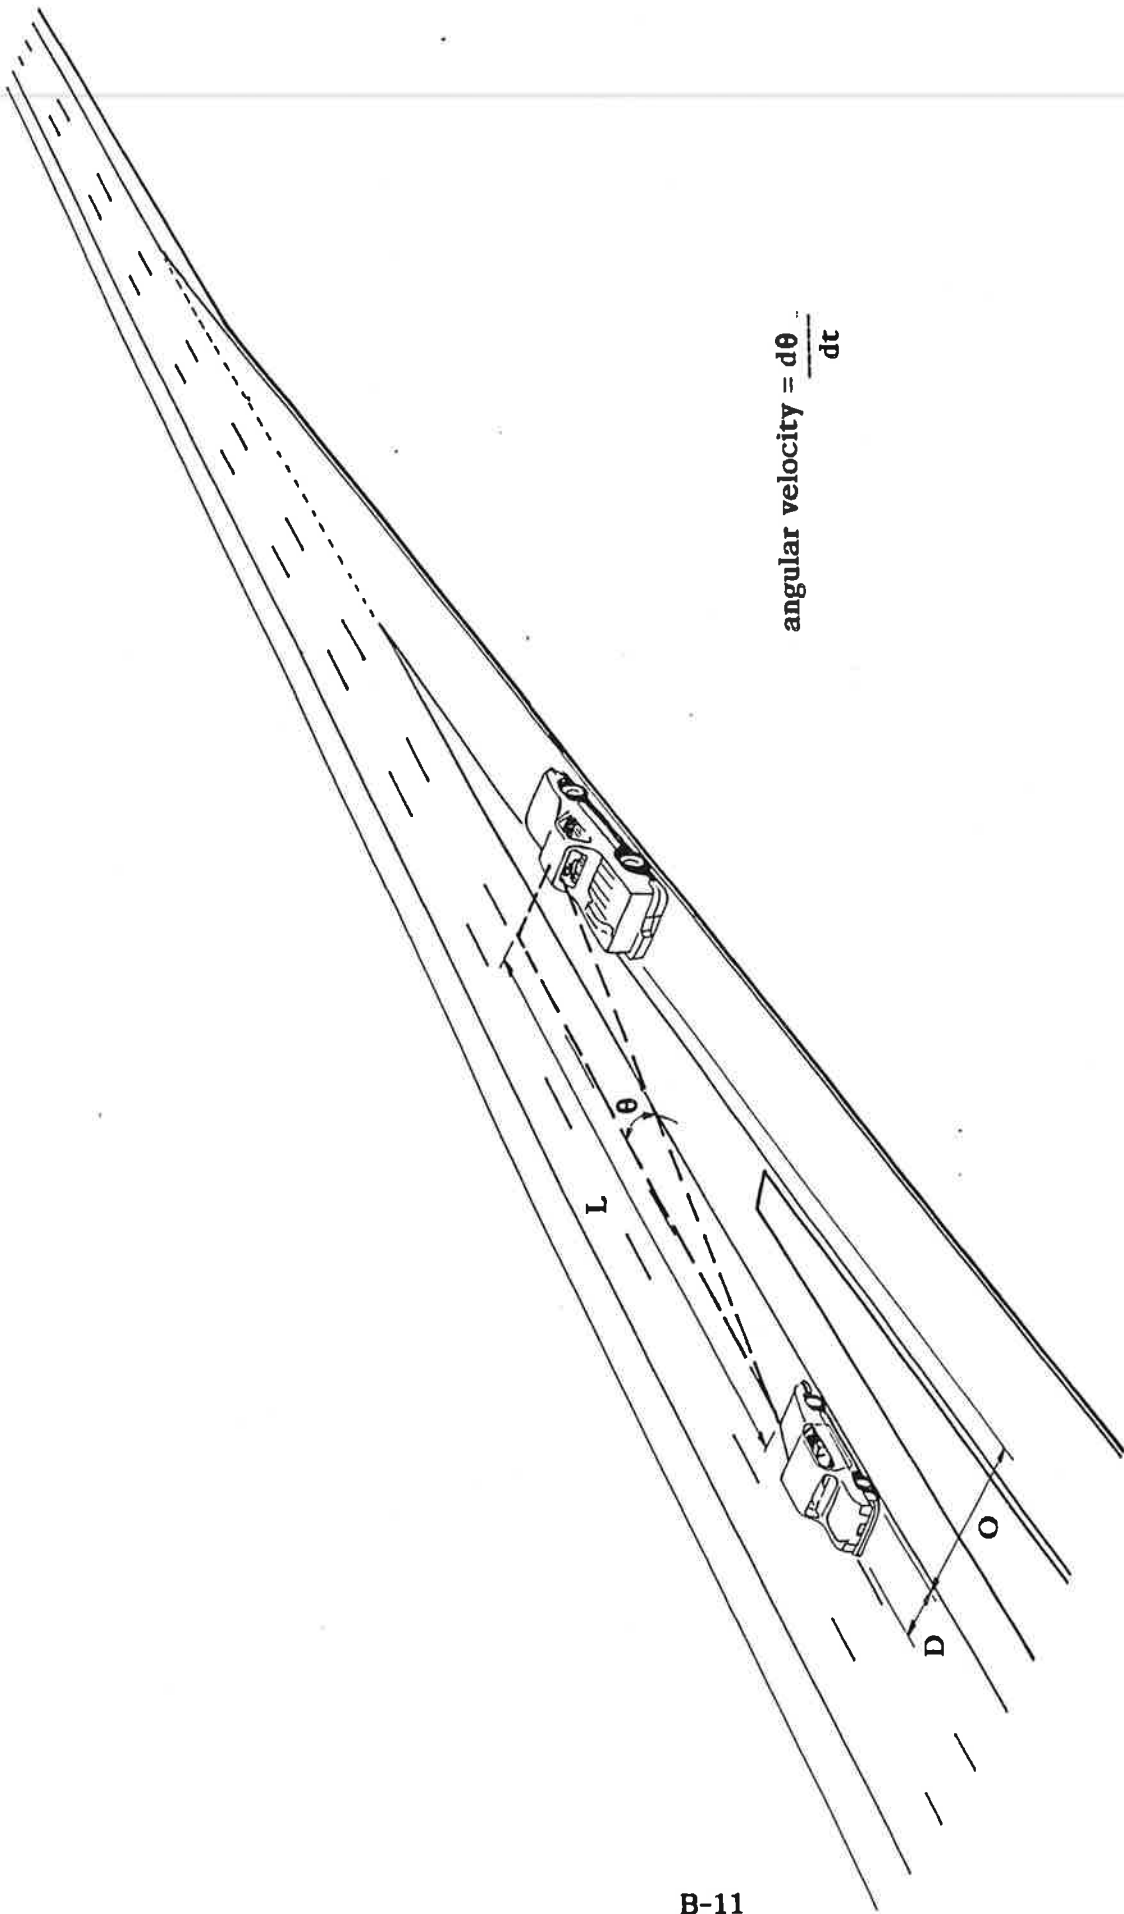 angular velocity = dθ
dt
θ
L
O
D
B-11